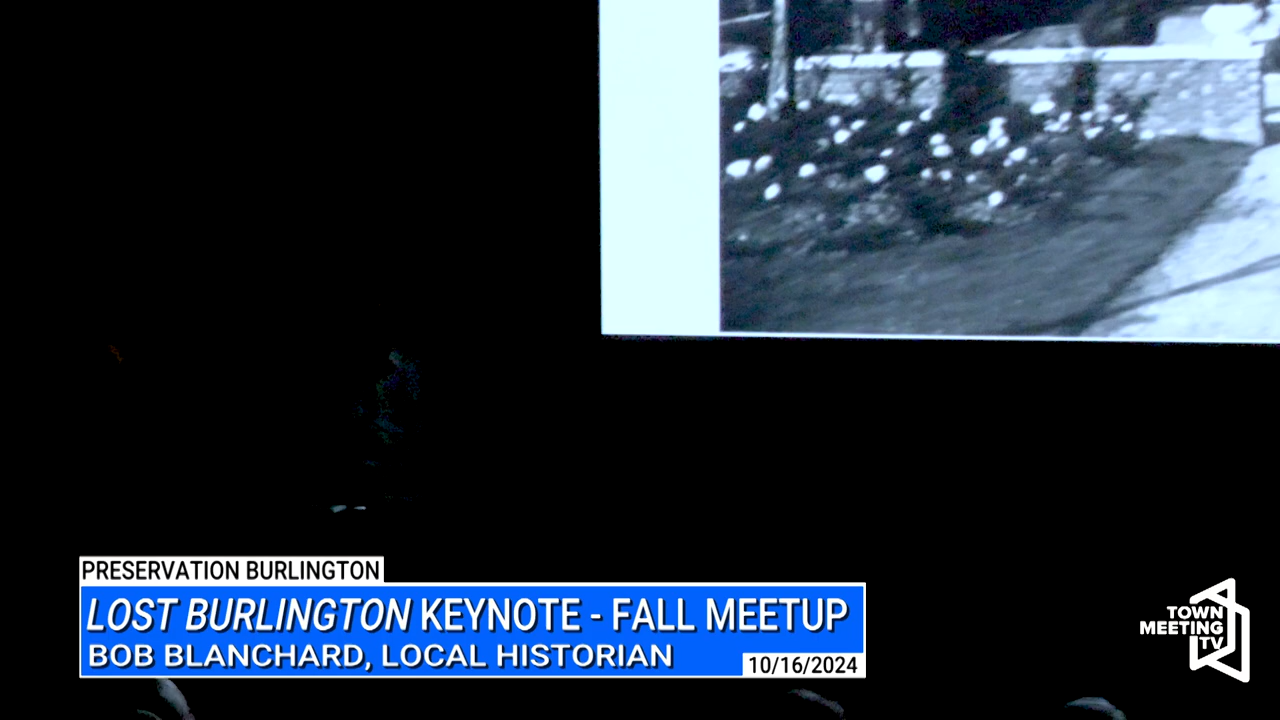 PRESERVATION BURLINGTON
LOST BURLINGTON KEYNOTE - FALL MEETUP
BOB BLANCHARD, LOCAL HISTORIAN
10/16/2024
TOWN
MEETING
TV